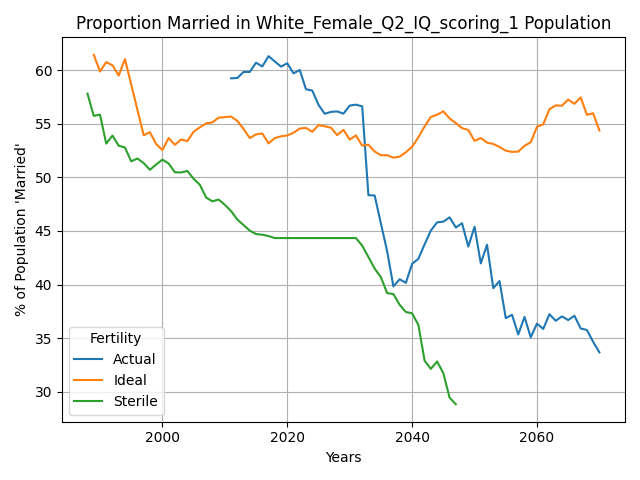 Proportion Married in White_Female_Q2_IQ_scoring_1 Population
% of Population 'Married'
60
55
50
45
40
35
30
Fertility
Actual
Ideal
Sterile
2000
2020
2040
2060
Years